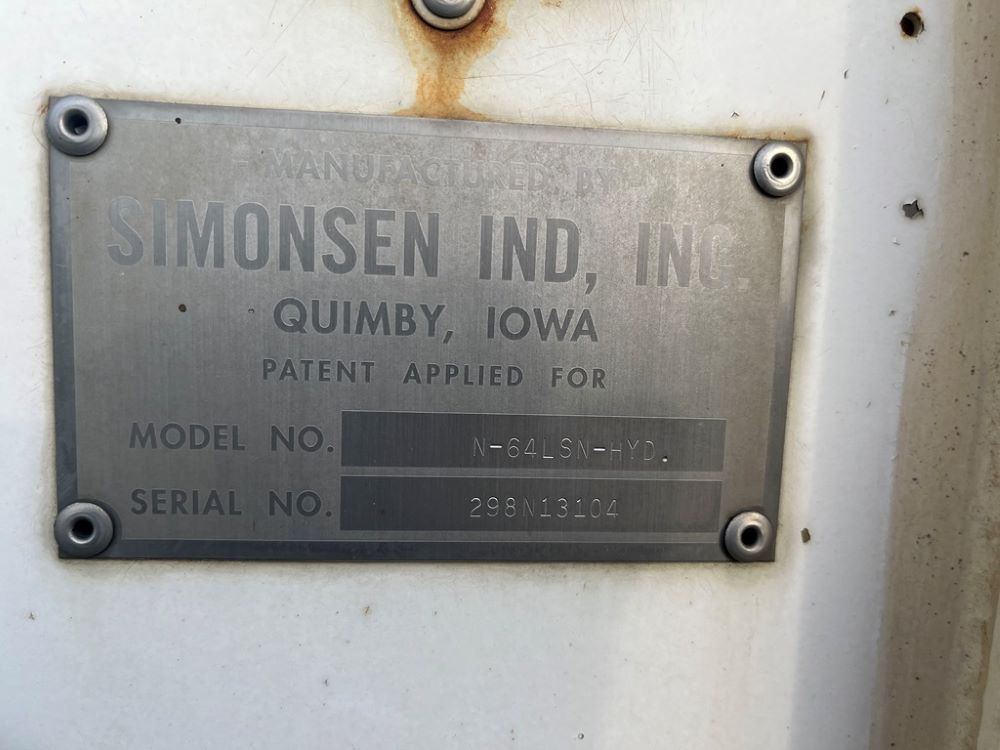 MANUFACTURED BY
SIMONSEN IND, INC.
QUIMBY, IOWA
PATENT APPLIED FOR
MODEL NO. N-64LSN-HYD.
SERIAL NO. 298N13104